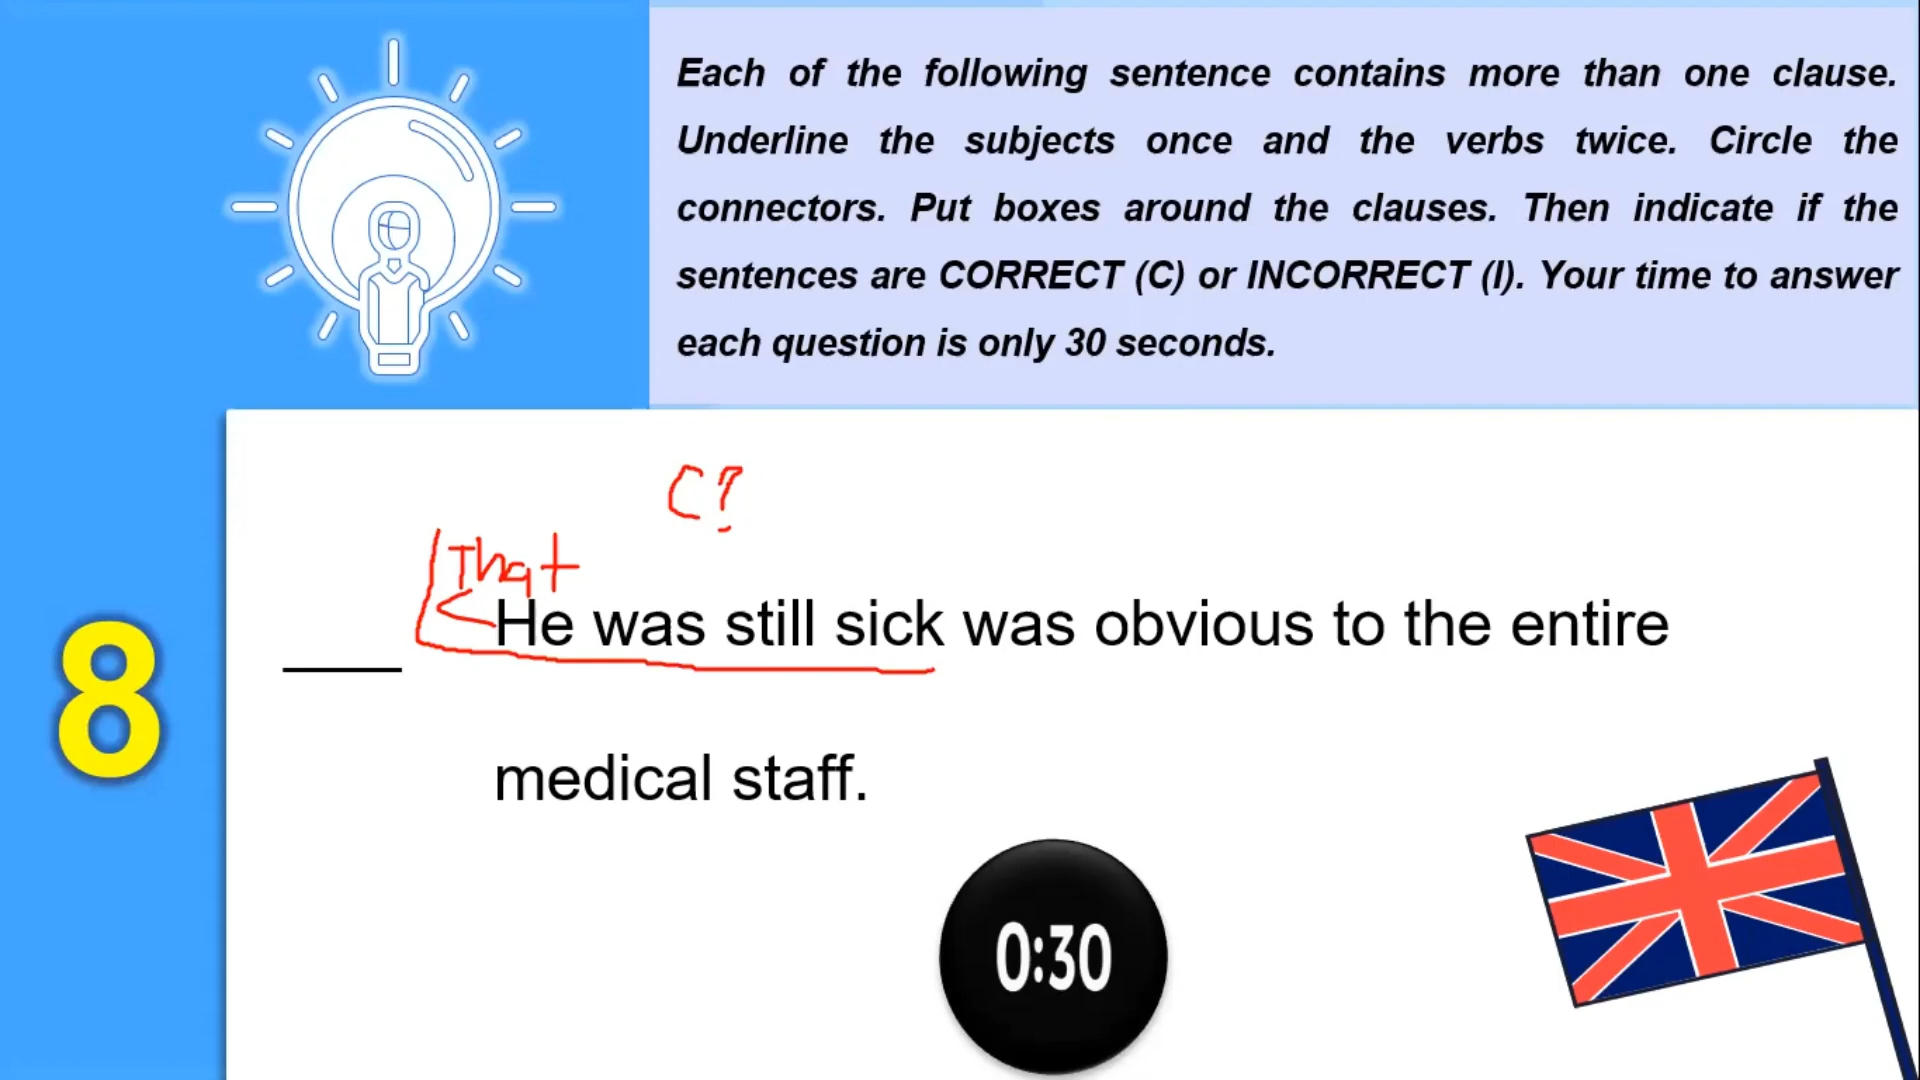 Each of the following sentence contains more than one clause.
Underline the subjects once and the verbs twice. Circle the
connectors. Put boxes around the clauses. Then indicate if the
sentences are CORRECT (C) or INCORRECT (I). Your time to answer
each question is only 30 seconds.
C?
That
8
____ He was still sick was obvious to the entire
medical staff.
0:30